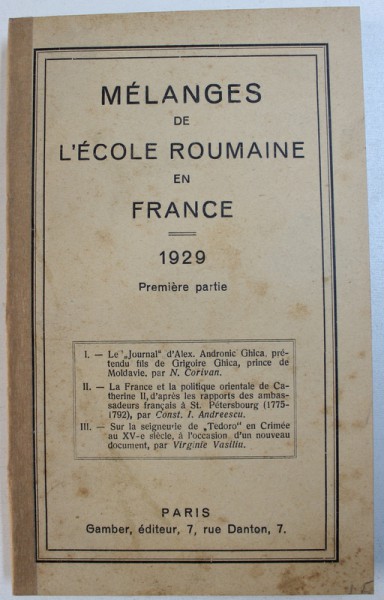 MÉLANGES
DE
L'ÉCOLE ROUMAINE
EN
FRANCE
1929
Première partie
I. — Le „Journal" d'Alex. Andronic Ghica, pré-
tendu fils de Grigoire Ghica, prince de
Moldavie, par N. Corivan.
II. — La France et la politique orientale de Ca-
therine II, d'après les rapports des ambas-
sadeurs français à St. Pétersbourg (1775-
1792), par Const. I. Andreescu.
III. — Sur la seigneurie de „Tedoro" en Crimée
au XV-e siècle, à l'occasion d'un nouveau
document, par Virginie Vasiliu.
PARIS
Gamber, éditeur, 7, rue Danton, 7.